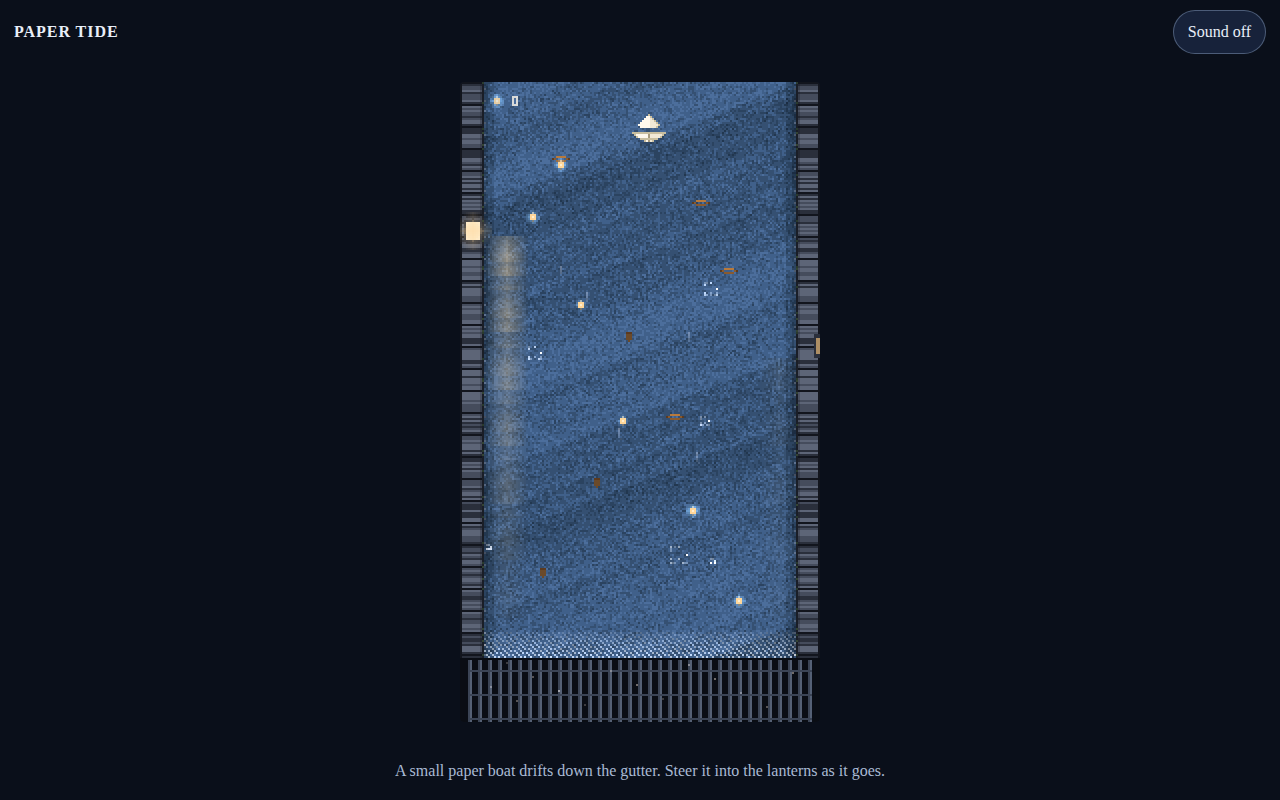 PAPER TIDE
Sound off
0
A small paper boat drifts down the gutter. Steer it into the lanterns as it goes.